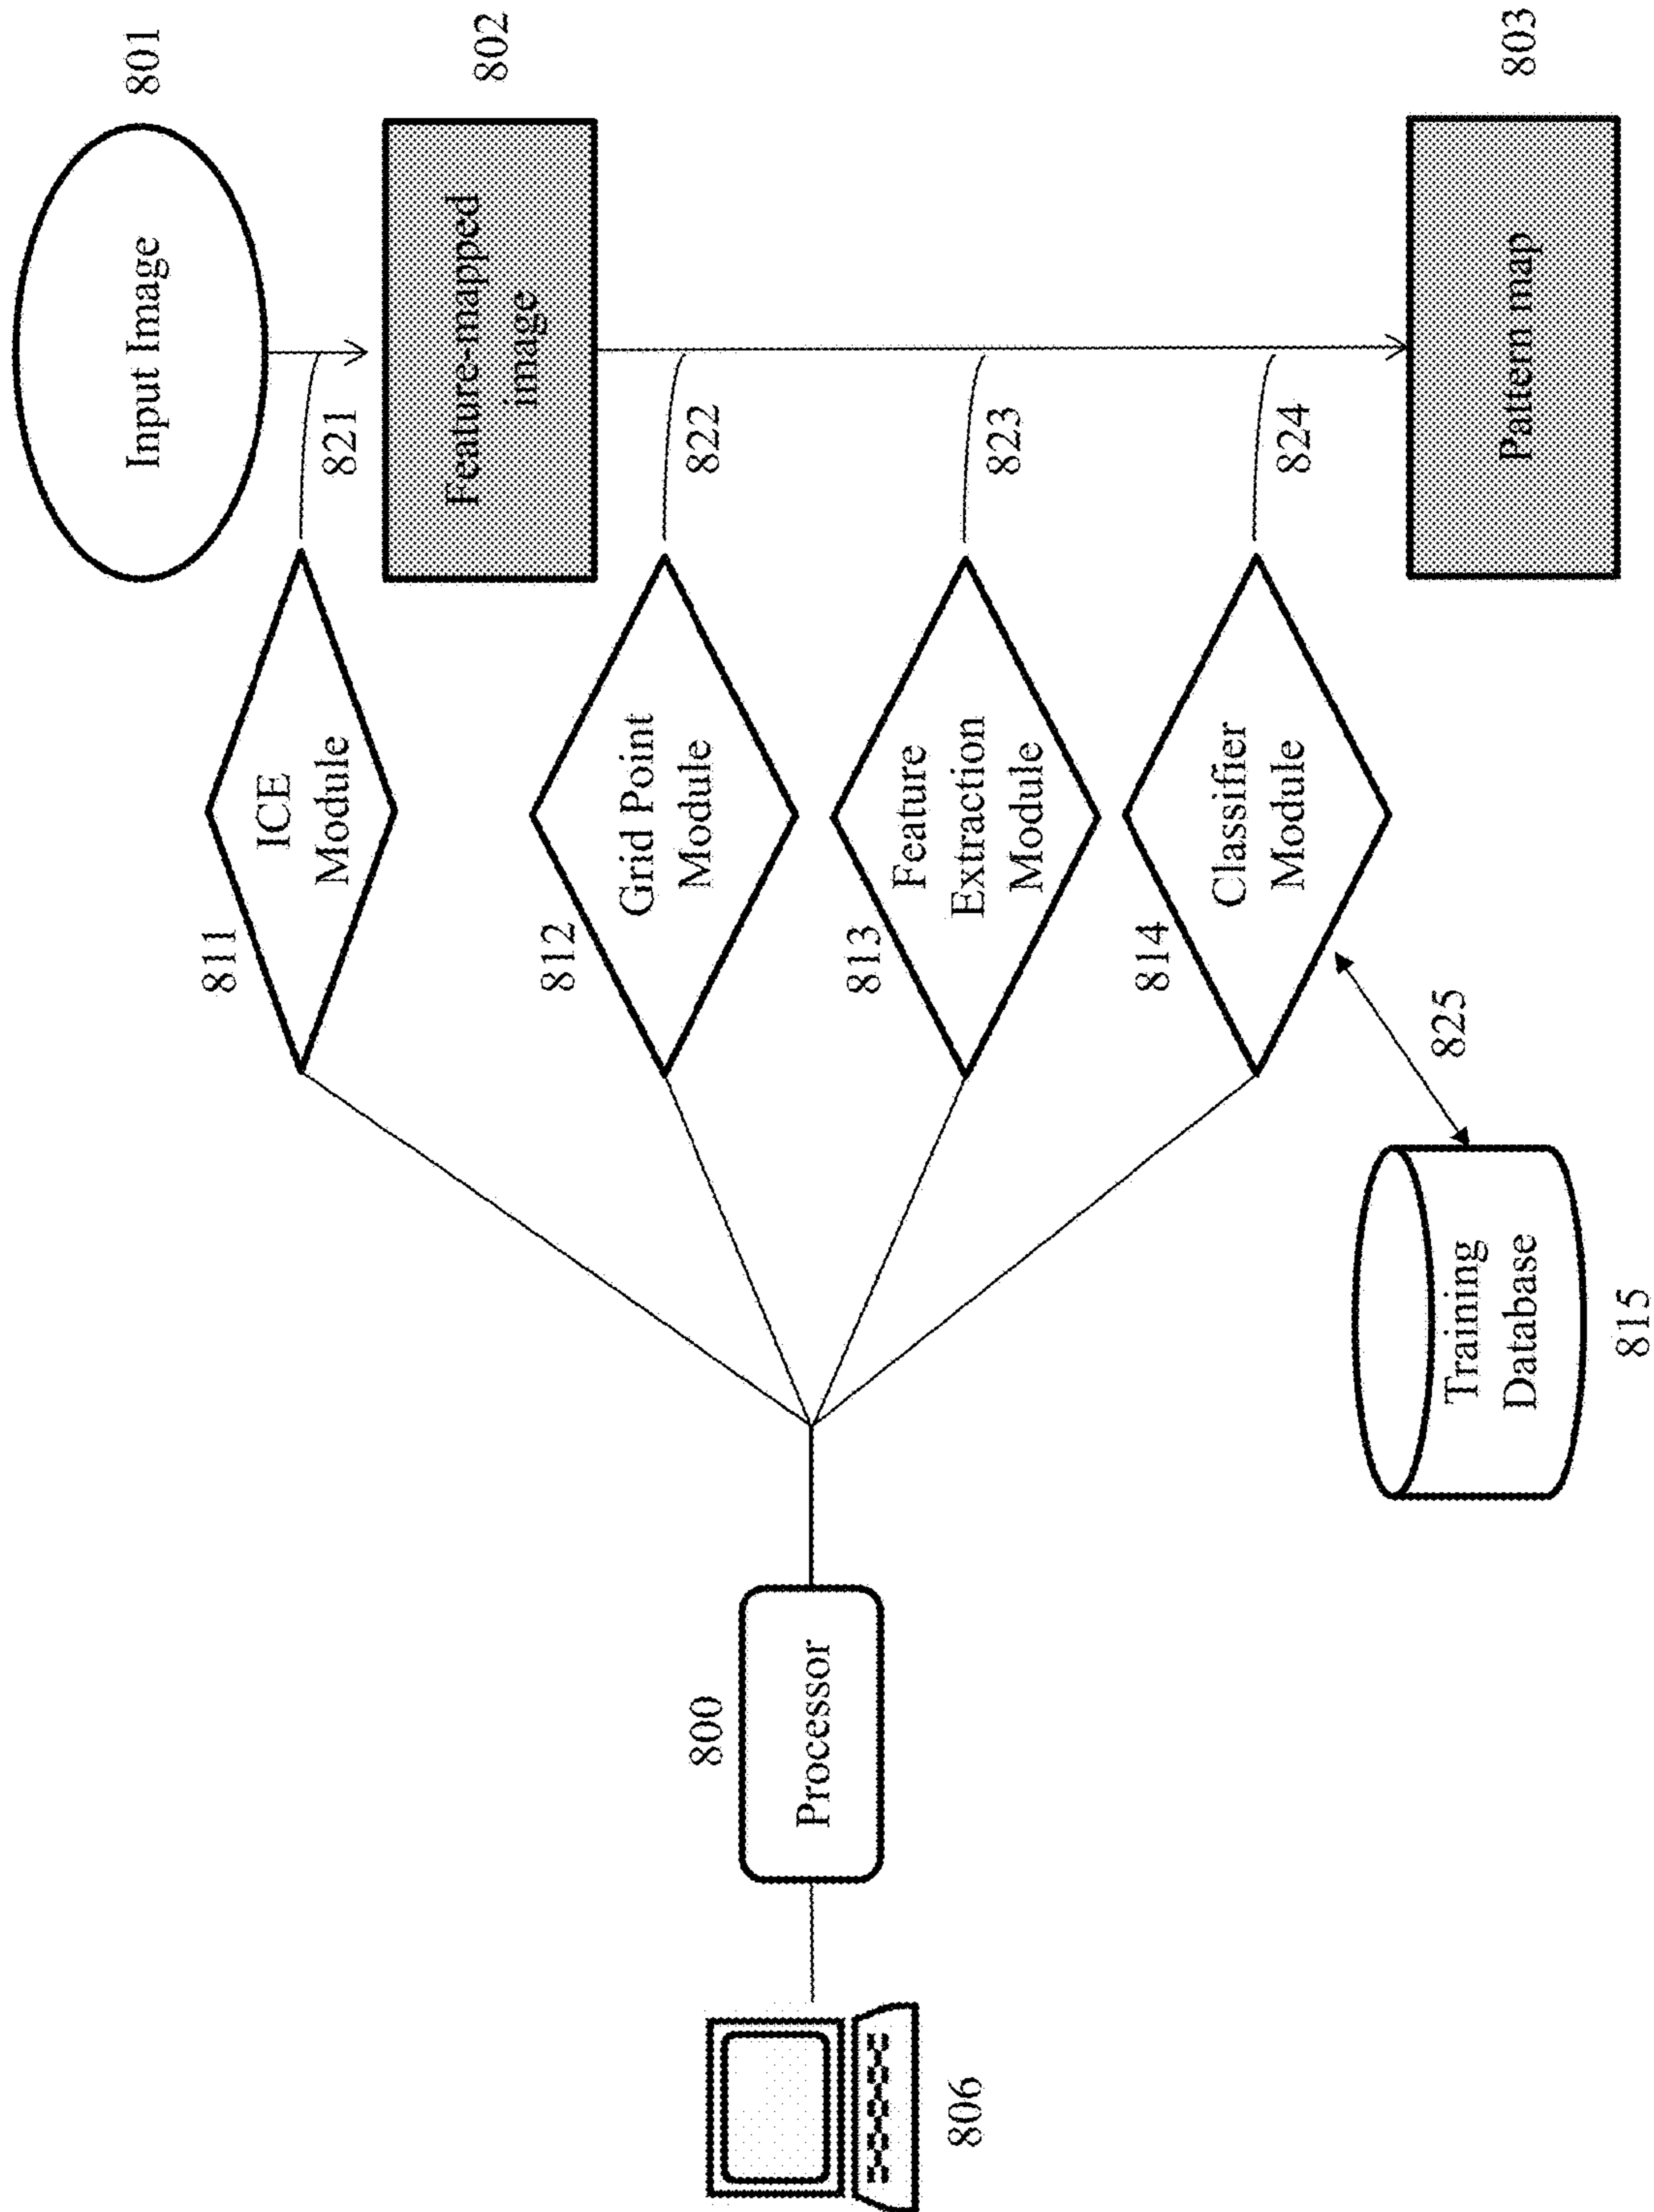 Input Image
801
811
ICE
Module
821
Feature-mapped
image
802
812
Grid Point
Module
822
800
Processor
806
813
Feature
Extraction
Module
823
814
Classifier
Module
824
825
Training
Database
815
Pattern map
803